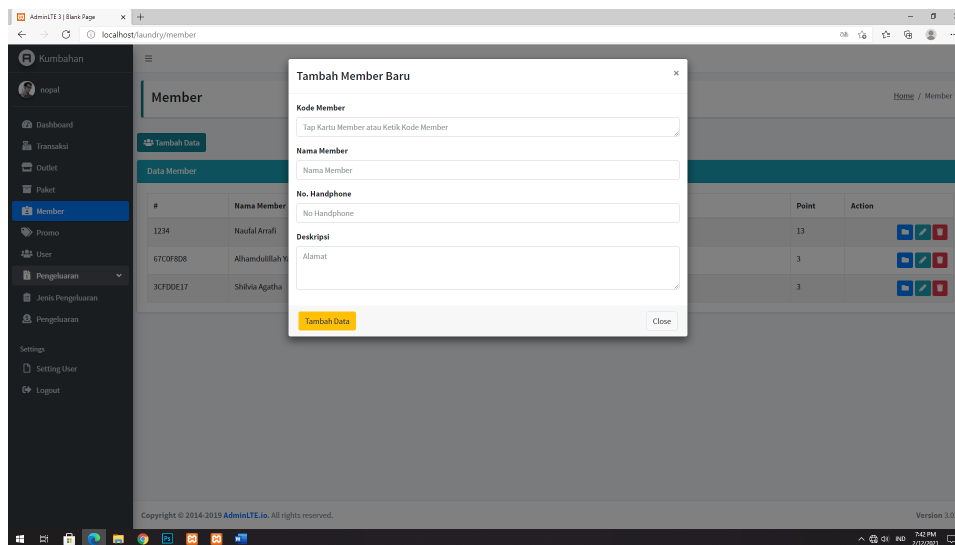 AdminLTE 3 | Blank Page
localhost/laundry/member
Kumbahan
nopal
Dashboard
Transaksi
Outlet
Paket
Member
Promo
User
Pengeluaran
Jenis Pengeluaran
Pengeluaran
Settings
Setting User
Logout
Member
Home / Member
Tambah Data
Data Member
# Nama Member Point Action
1234 Naufal Arrafi 13
67C0F8D8 Alhamdulillah 3
3CFDDE17 Shilvia Agatha 3
Tambah Member Baru ×
Kode Member
Tap Kartu Member atau Ketik Kode Member
Nama Member
Nama Member
No. Handphone
No Handphone
Deskripsi
Alamat
Tambah Data
Close
Copyright © 2014-2019 AdminLTE.io. All rights reserved.
Version 3.0
IND
7:42 PM
2/12/2021